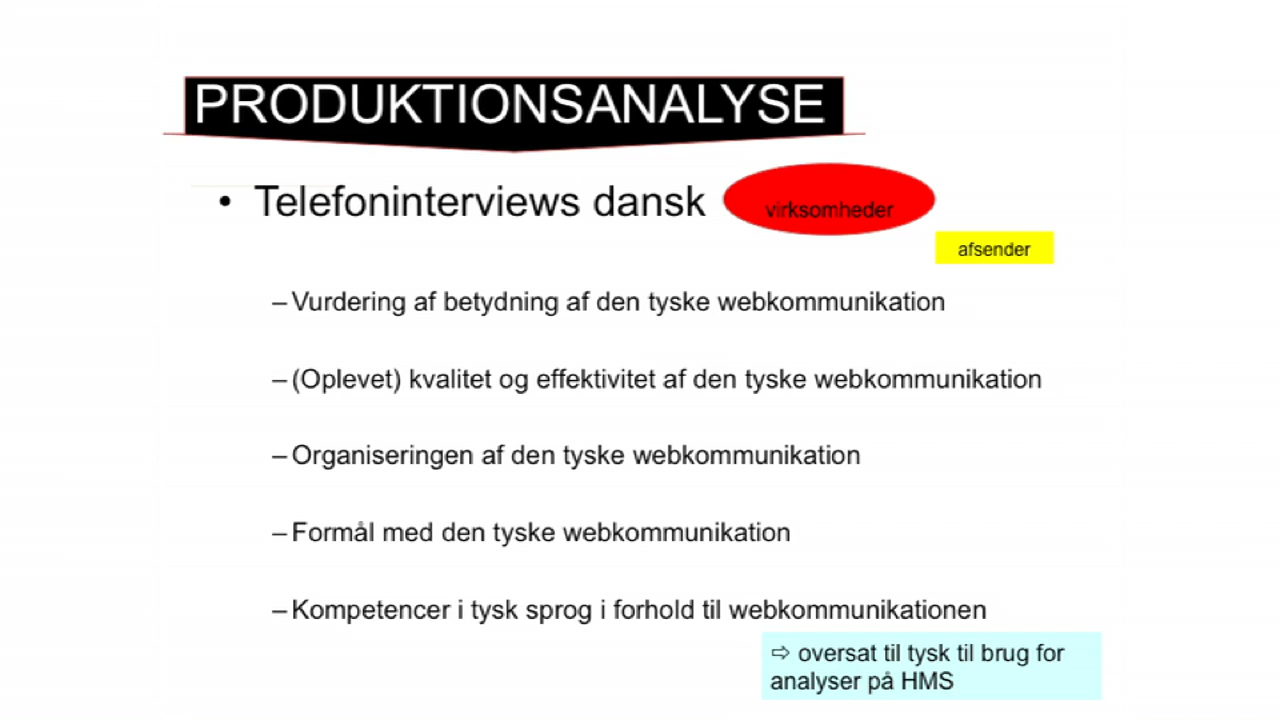 PRODUKTIONSANALYSE
• Telefoninterviews dansk virksomheder
afsender
– Vurdering af betydning af den tyske webkommunikation
– (Oplevet) kvalitet og effektivitet af den tyske webkommunikation
– Organiseringen af den tyske webkommunikation
– Formål med den tyske webkommunikation
– Kompetencer i tysk sprog i forhold til webkommunikationen
⇨ oversat til tysk til brug for
analyser på HMS